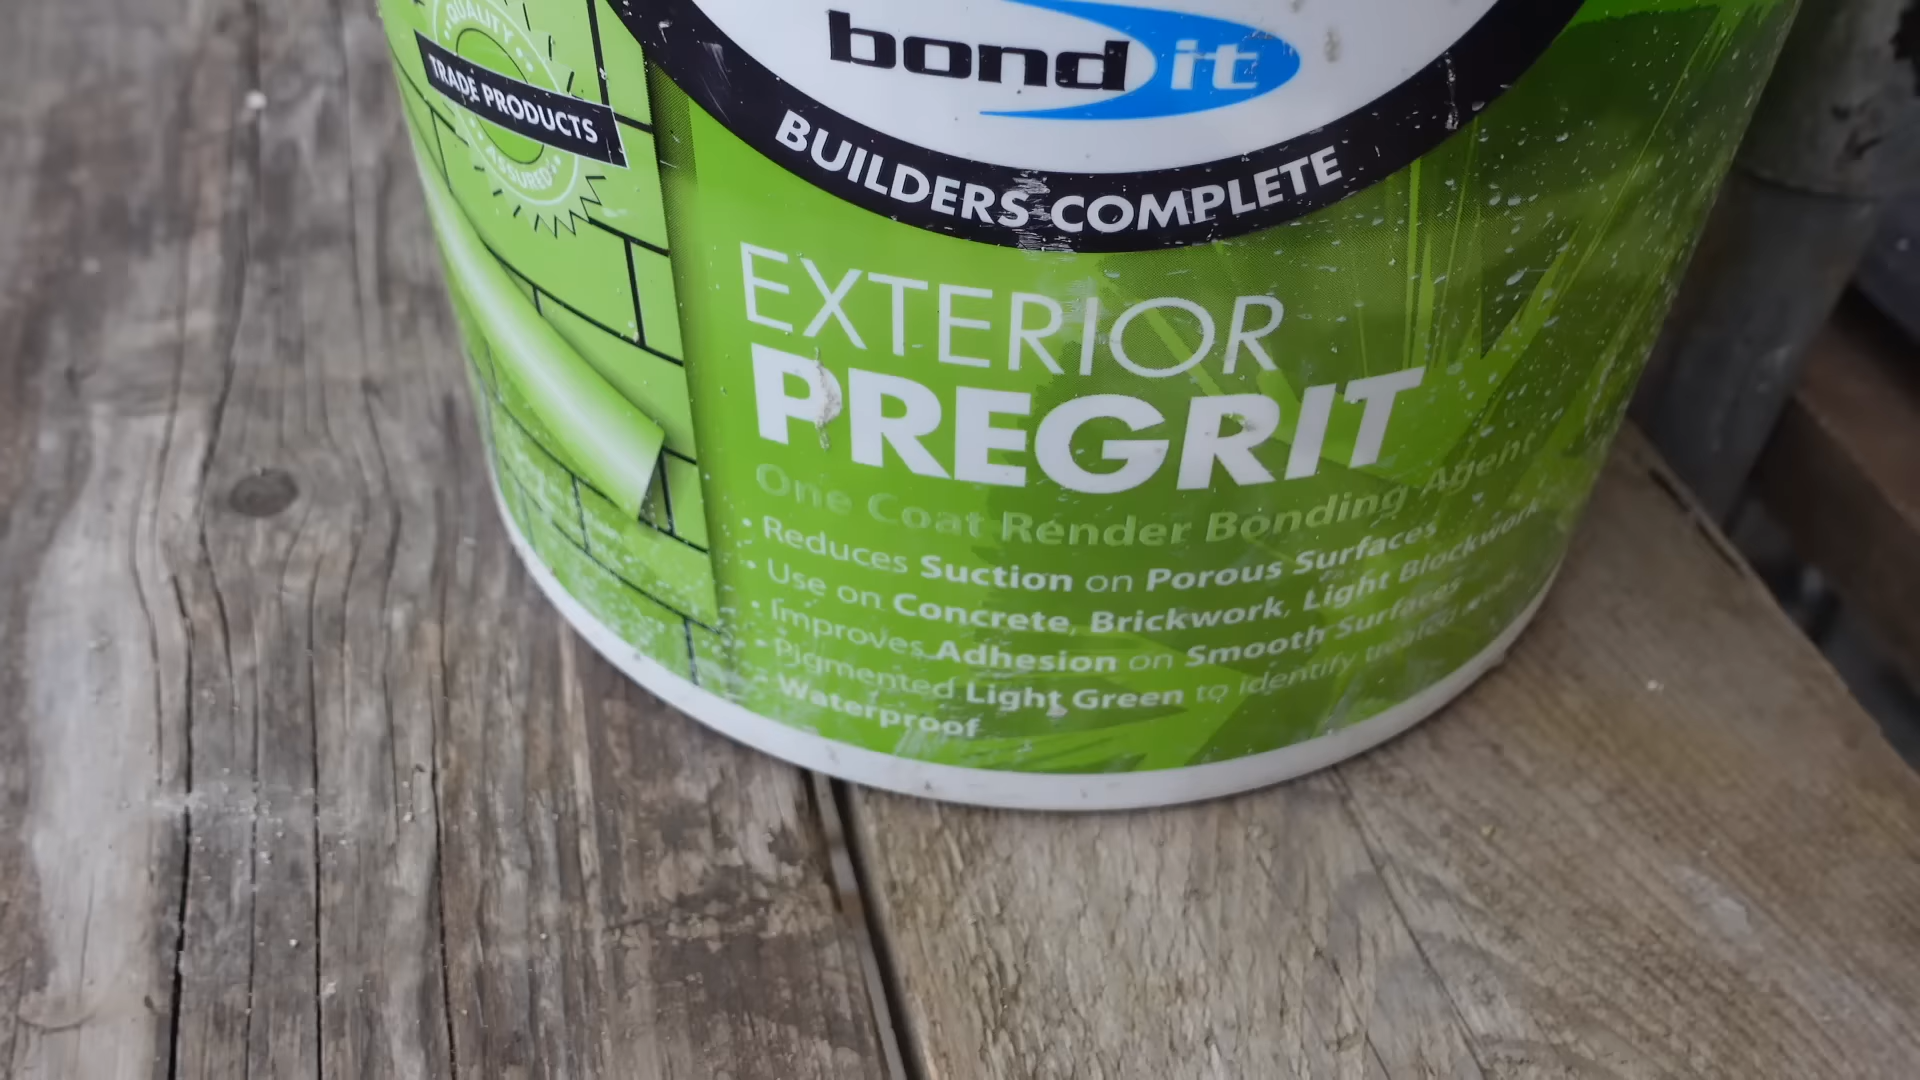 QUALITY
TRADE PRODUCTS
ASSURED
bond it
BUILDERS COMPLETE
EXTERIOR
PREGRIT
One Coat Render Bonding Agent
• Reduces Suction on Porous Surfaces
• Use on Concrete, Brickwork, Light Blockwork
• Improves Adhesion on Smooth Surfaces
• Pigmented Light Green to identify treated
• Waterproof